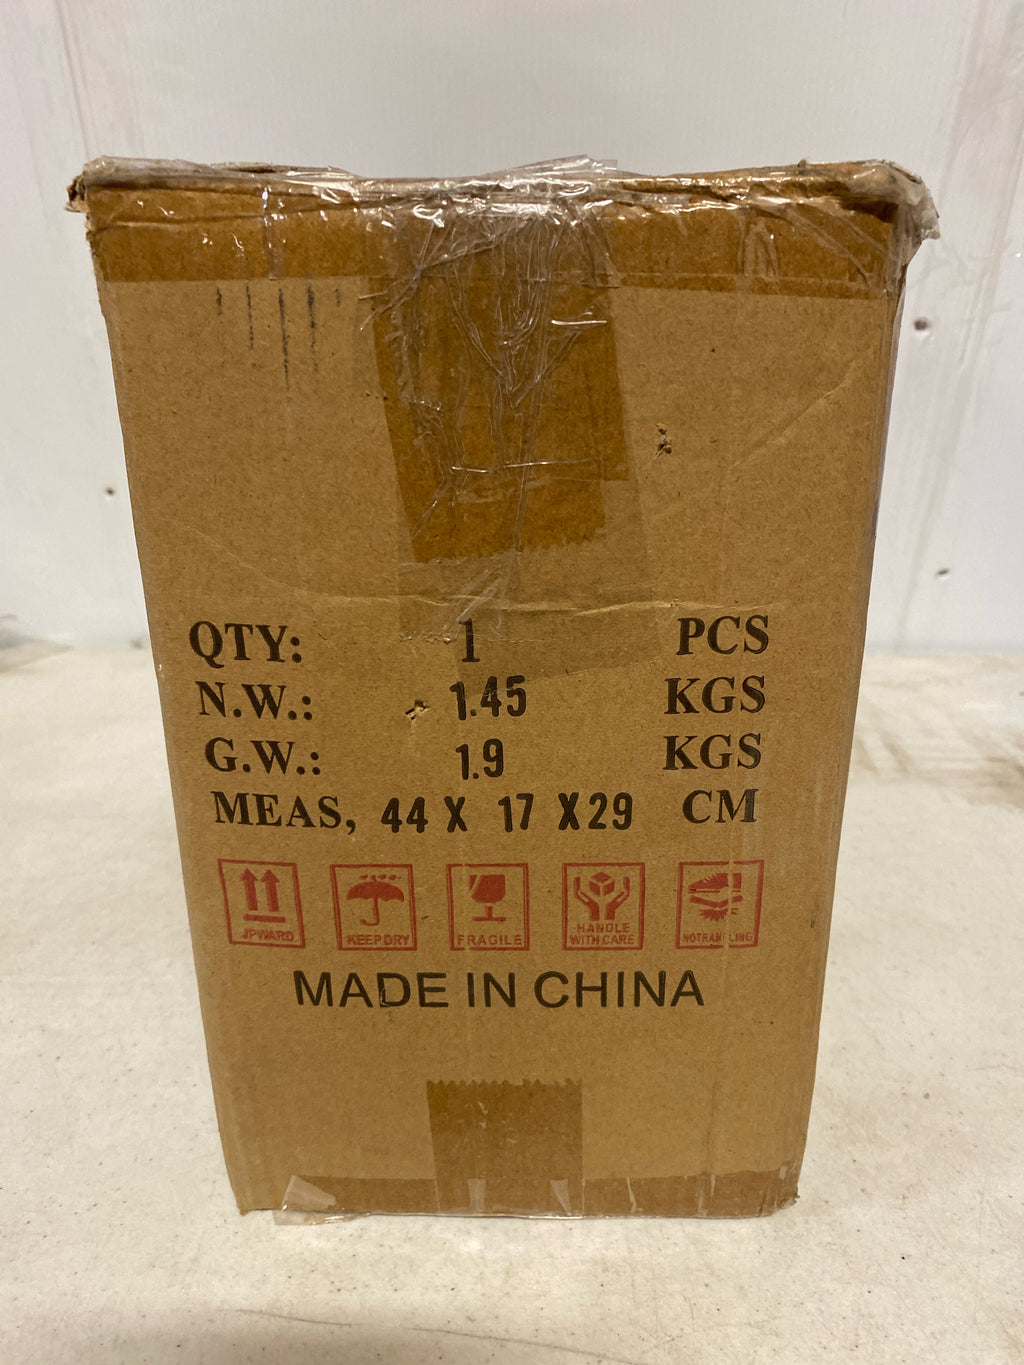 QTY: 1 PCS
N.W.: 1.45 KGS
G.W.: 1.9 KGS
MEAS, 44 X 17 X29 CM
UPWARD KEEP DRY FRAGILE HANDLE WITH CARE
MADE IN CHINA